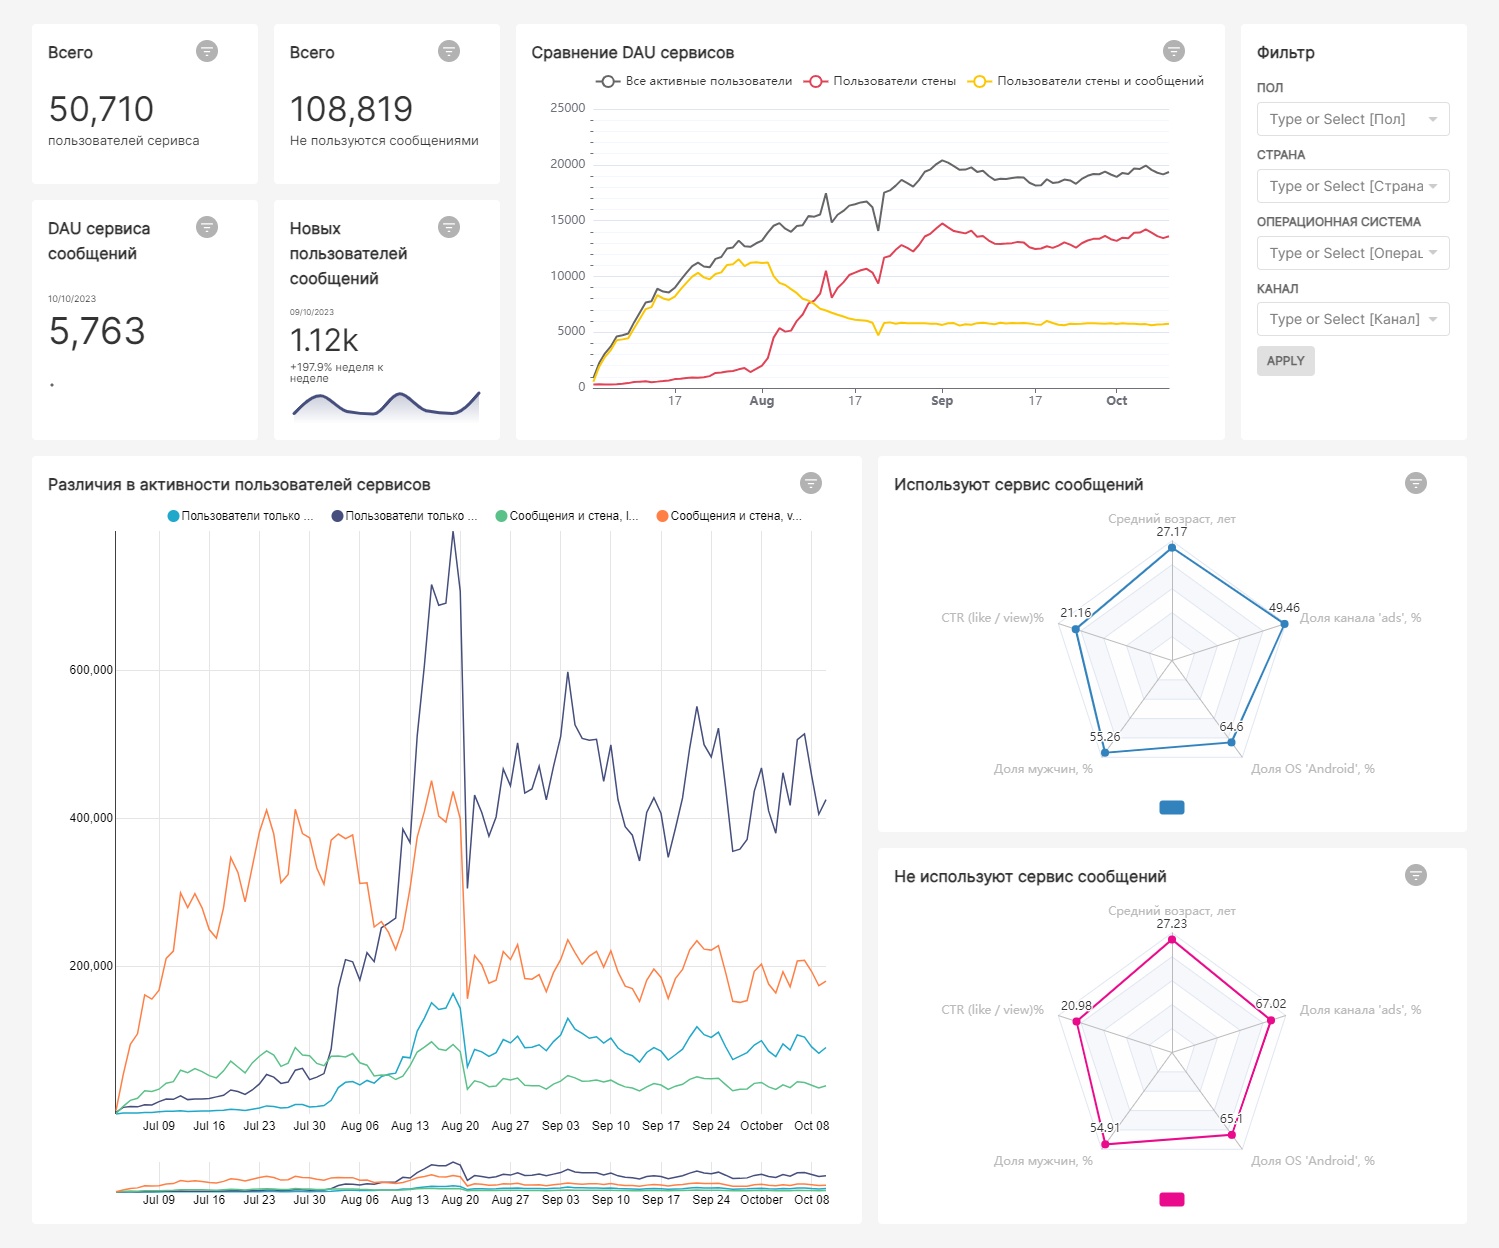 Всего
50,710
пользователей серивса
Всего
108,819
Не пользуются сообщениями
DAU сервиса
сообщений
10/10/2023
5,763
Новых
пользователей
сообщений
09/10/2023
1.12k
+197.9% неделя к
неделе
Сравнение DAU сервисов
Все активные пользователи Пользователи стены Пользователи стены и сообщений
25000
20000
15000
10000
5000
0
17 Aug 17 Sep 17 Oct
Фильтр
ПОЛ
Type or Select [Пол]
СТРАНА
Type or Select [Страна
ОПЕРАЦИОННАЯ СИСТЕМА
Type or Select [Операц
КАНАЛ
Type or Select [Канал]
APPLY
Различия в активности пользователей сервисов
Пользователи только ... Пользователи только ... Сообщения и стена, l... Сообщения и стена, v...
600,000
400,000
200,000
Jul 09 Jul 16 Jul 23 Jul 30 Aug 06 Aug 13 Aug 20 Aug 27 Sep 03 Sep 10 Sep 17 Sep 24 October Oct 08
Jul 09 Jul 16 Jul 23 Jul 30 Aug 06 Aug 13 Aug 20 Aug 27 Sep 03 Sep 10 Sep 17 Sep 24 October Oct 08
Используют сервис сообщений
Средний возраст, лет
27.17
49.46
Доля канала 'ads', %
21.16
CTR (like / view)%
64.6
55.26
Доля мужчин, %
Доля OS 'Android', %
Не используют сервис сообщений
Средний возраст, лет
27.23
67.02
Доля канала 'ads', %
20.98
CTR (like / view)%
65.1
54.91
Доля мужчин, %
Доля OS 'Android', %